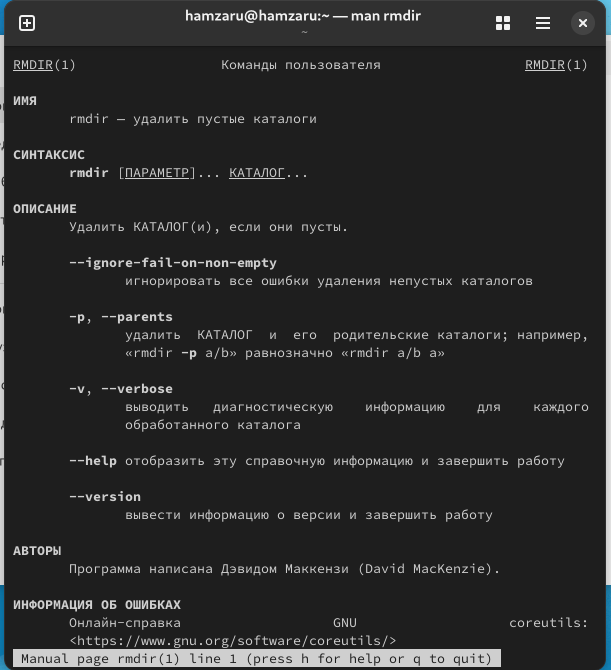 hamzaru@hamzaru:~ — man rmdir
~
RMDIR(1) Команды пользователя RMDIR(1)
ИМЯ
rmdir — удалить пустые каталоги
СИНТАКСИС
rmdir [ПАРАМЕТР]... КАТАЛОГ...
ОПИСАНИЕ
Удалить КАТАЛОГ(и), если они пусты.
--ignore-fail-on-non-empty
игнорировать все ошибки удаления непустых каталогов
-p, --parents
удалить КАТАЛОГ и его родительские каталоги; например,
«rmdir -p a/b» равнозначно «rmdir a/b a»
-v, --verbose
выводить диагностическую информацию для каждого
обработанного каталога
--help отобразить эту справочную информацию и завершить работу
--version
вывести информацию о версии и завершить работу
АВТОРЫ
Программа написана Дэвидом Маккензи (David MacKenzie).
ИНФОРМАЦИЯ ОБ ОШИБКАХ
Онлайн-справка GNU coreutils:
<https://www.gnu.org/software/coreutils/>
Manual page rmdir(1) line 1 (press h for help or q to quit)